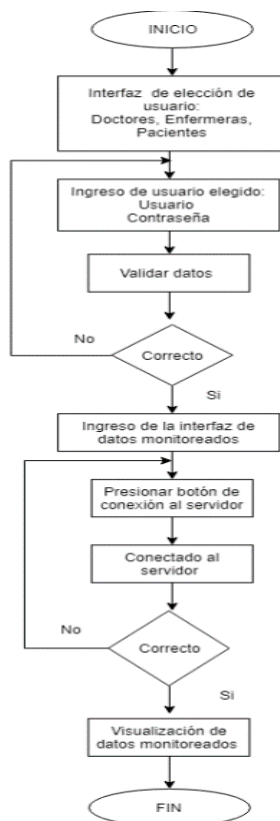 INICIO
Interfaz de elección de
usuario:
Doctores, Enfermeras,
Pacientes
Ingreso de usuario elegido:
Usuario
Contraseña
Validar datos
No
Correcto
Si
Ingreso de la interfaz de
datos monitoreados
Presionar botón de
conexión al servidor
Conectado al
servidor
No
Correcto
Si
Visualización de
datos monitoreados
FIN